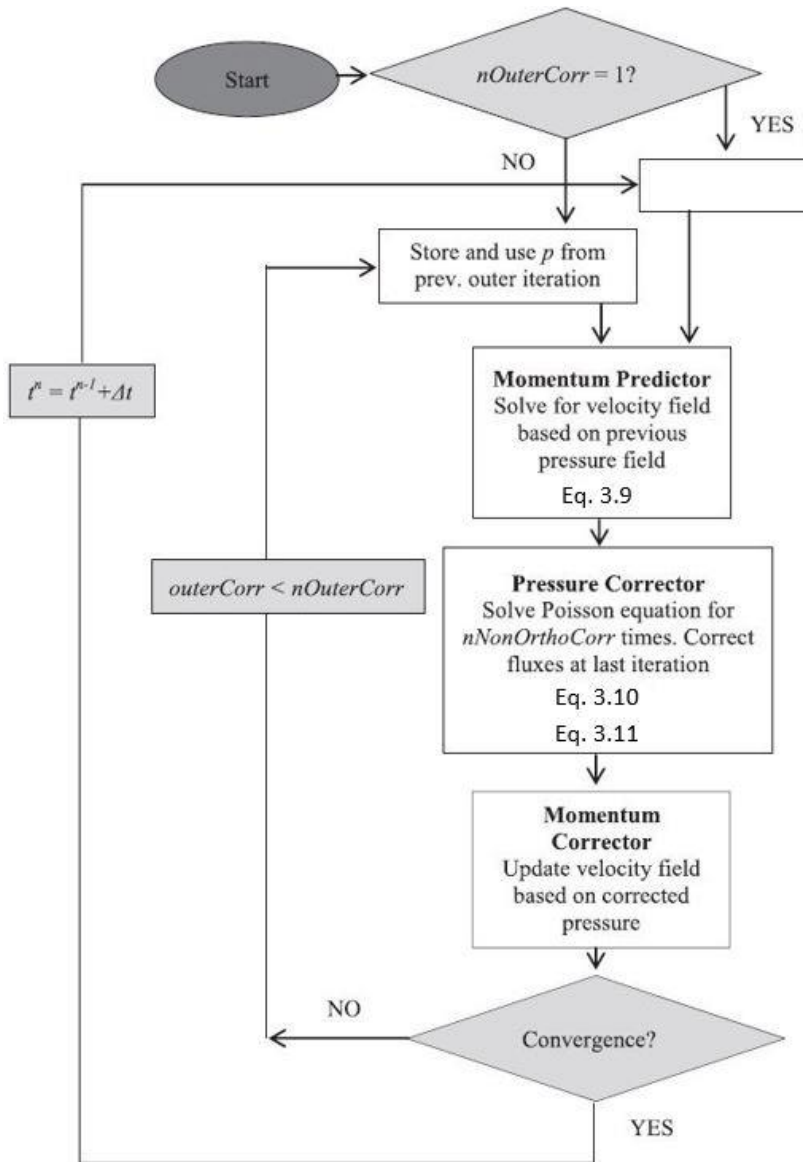 Start
nOuterCorr = 1?
YES
NO
Store and use p from
prev. outer iteration
tⁿ = tⁿ⁻¹+Δt
Momentum Predictor
Solve for velocity field
based on previous
pressure field
Eq. 3.9
outerCorr < nOuterCorr
Pressure Corrector
Solve Poisson equation for
nNonOrthoCorr times. Correct
fluxes at last iteration
Eq. 3.10
Eq. 3.11
Momentum
Corrector
Update velocity field
based on corrected
pressure
NO
Convergence?
YES